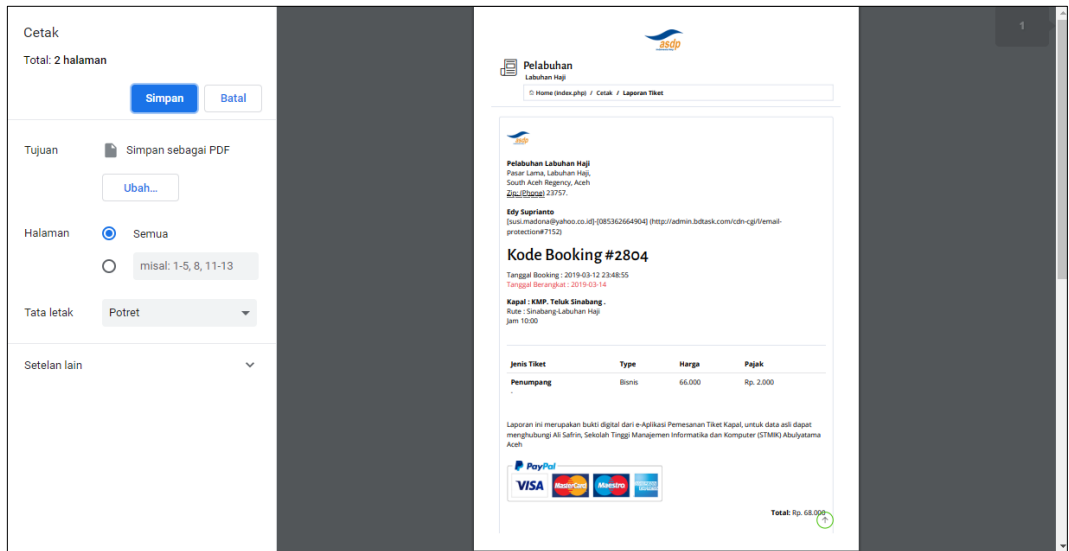 Cetak
Total: 2 halaman
Simpan
Batal
Tujuan
Simpan sebagai PDF
Ubah...
Halaman
Semua
misal: 1-5, 8, 11-13
Tata letak
Potret
Setelan lain
1
asdp
Pelabuhan
Labuhan Haji
Home (Index.php) / Cetak / Laporan Tiket
asdp
Pelabuhan Labuhan Haji
Pasar Lama, Labuhan Haji,
South Aceh Regency, Aceh
Zip: (Phone) 23757.
Edy Suprianto
[susi.madona@yahoo.co.id]-[085362664904] (http://admin.bdtask.com/cdn-cgi/l/email-
protection#7152)
Kode Booking #2804
Tanggal Booking : 2019-03-12 23:48:55
Tanggal Berangkat : 2019-03-14
Kapal : KMP. Teluk Sinabang .
Rute : Sinabang-Labuhan Haji
Jam 10:00
Jenis Tiket Type Harga Pajak
Penumpang Bisnis 66.000 Rp. 2.000
.
Laporan ini merupakan bukti digital dari e-Aplikasi Pemesanan Tiket Kapal, untuk data asli dapat
menghubungi Ali Safrin, Sekolah Tinggi Manajemen Informatika dan Komputer (STMIK) Abulyatama
Aceh
PayPal
VISA MasterCard Maestro
Total: Rp. 68.000